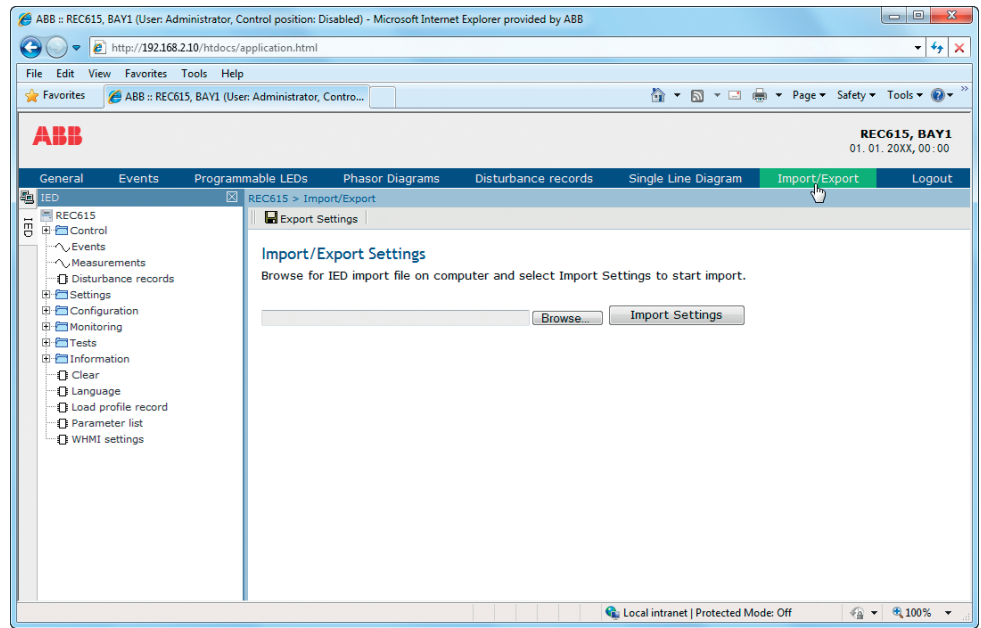 ABB :: REC615, BAY1 (User: Administrator, Control position: Disabled) - Microsoft Internet Explorer provided by ABB
http://192.168.2.10/htdocs/application.html
File Edit View Favorites Tools Help
Favorites ABB :: REC615, BAY1 (User: Administrator, Contro... Page Safety Tools
ABB
REC615, BAY1
01. 01. 20XX, 00:00
General Events Programmable LEDs Phasor Diagrams Disturbance records Single Line Diagram Import/Export Logout
IED
IED
REC615 > Import/Export
REC615
Control
Events
Measurements
Disturbance records
Settings
Configuration
Monitoring
Tests
Information
Clear
Language
Load profile record
Parameter list
WHMI settings
Export Settings
Import/Export Settings
Browse for IED import file on computer and select Import Settings to start import.
Browse... Import Settings
Local intranet | Protected Mode: Off 100%